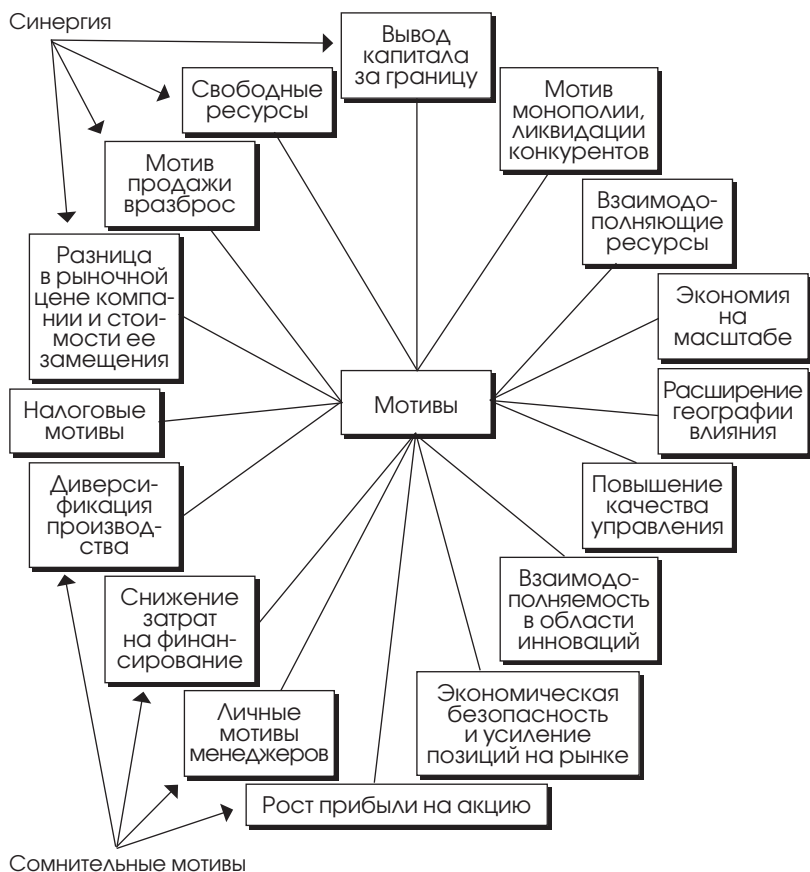 Синергия
Вывод
капитала
за границу
Свободные
ресурсы
Мотив
монополии,
ликвидации
конкурентов
Мотив
продажи
вразброс
Взаимодо-
полняющие
ресурсы
Разница
в рыночной
цене компа-
нии и стои-
мости ее
замещения
Экономия
на
масштабе
Мотивы
Налоговые
мотивы
Расширение
географии
влияния
Диверси-
фикация
производ-
ства
Повышение
качества
управления
Снижение
затрат
на финан-
сирование
Взаимодо-
полняемость
в области
инноваций
Личные
мотивы
менеджеров
Экономическая
безопасность
и усиление
позиций на рынке
Рост прибыли на акцию
Сомнительные мотивы